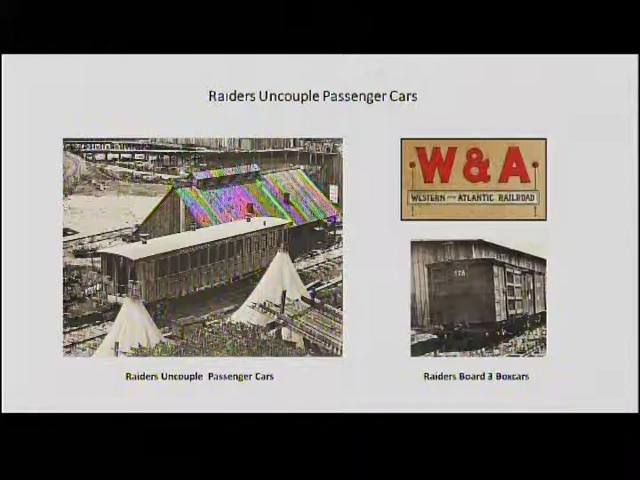 Raiders Uncouple Passenger Cars
W & A
WESTERN AND ATLANTIC RAILROAD
Raiders Uncouple Passenger Cars
Raiders Board 3 Boxcars